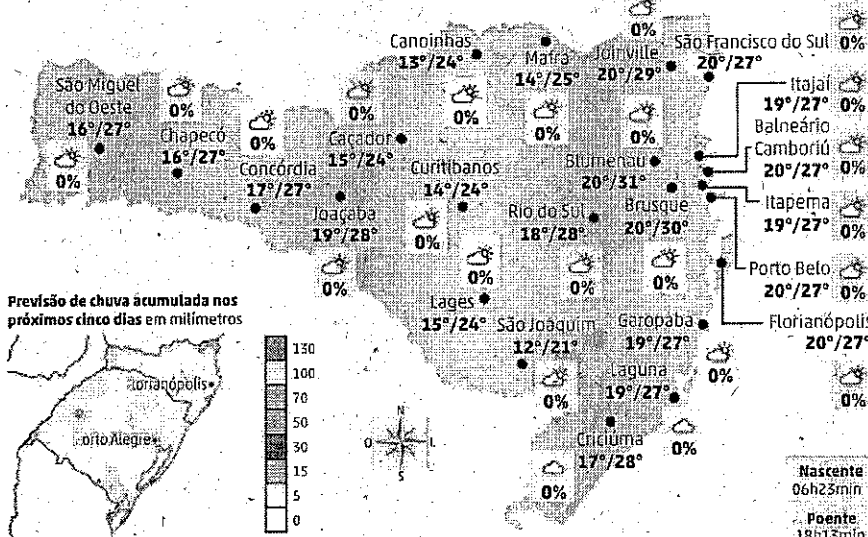 0%
0%
Canoinhas
13°/24°
0%
Mafra
14°/25°
0%
Joinville
20°/29°
0%
São Francisco do Sul
20°/27°
São Miguel
do Oeste
16°/27°
0%
0%
Chapecó
16°/27°
0%
Concórdia
17°/27°
0%
Caçador
15°/24°
Joaçaba
19°/28°
0%
Curitibanos
14°/24°
0%
Blumenau
20°/31°
Brusque
20°/30°
0%
Rio do Sul
18°/28°
0%
Itajaí
19°/27°
0%
Balneário
Camboriú
20°/27°
0%
Itapema
19°/27°
0%
Porto Belo
20°/27°
0%
Florianópolis
20°/27°
0%
0%
Lages
15°/24°
São Joaquim
12°/21°
0%
Garopaba
19°/27°
0%
Laguna
19°/27°
0%
Criciúma
17°/28°
0%
Previsão de chuva acumulada nos
próximos cinco dias em milímetros
lorianópolis
orto Alegre
130
100
70
50
30
15
5
0
N
O
L
S
Nascente
06h23min
Poente
18h13min